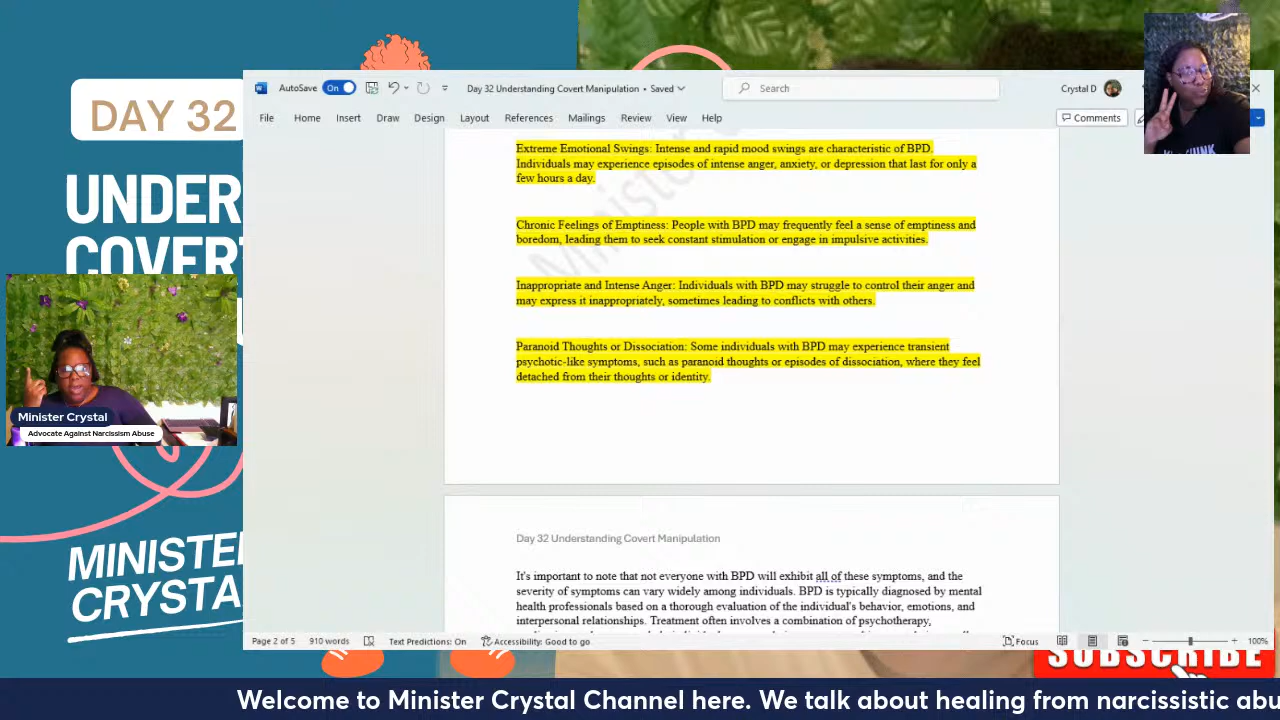 DAY 32
UNDER
COVERT
MINISTE
CRYSTA
Minister Crystal
Advocate Against Narcissism Abuse
AutoSave On
Day 32 Understanding Covert Manipulation • Saved
Search
Crystal D
File Home Insert Draw Design Layout References Mailings Review View Help
Comments
Extreme Emotional Swings: Intense and rapid mood swings are characteristic of BPD.
Individuals may experience episodes of intense anger, anxiety, or depression that last for only a
few hours a day.
Chronic Feelings of Emptiness: People with BPD may frequently feel a sense of emptiness and
boredom, leading them to seek constant stimulation or engage in impulsive activities.
Inappropriate and Intense Anger: Individuals with BPD may struggle to control their anger and
may express it inappropriately, sometimes leading to conflicts with others.
Paranoid Thoughts or Dissociation: Some individuals with BPD may experience transient
psychotic-like symptoms, such as paranoid thoughts or episodes of dissociation, where they feel
detached from their thoughts or identity.
Day 32 Understanding Covert Manipulation
It's important to note that not everyone with BPD will exhibit all of these symptoms, and the
severity of symptoms can vary widely among individuals. BPD is typically diagnosed by mental
health professionals based on a thorough evaluation of the individual's behavior, emotions, and
interpersonal relationships. Treatment often involves a combination of psychotherapy,
Page 2 of 5 910 words Text Predictions: On Accessibility: Good to go Focus 100%
SUBSCRIBE
Welcome to Minister Crystal Channel here. We talk about healing from narcissistic abu